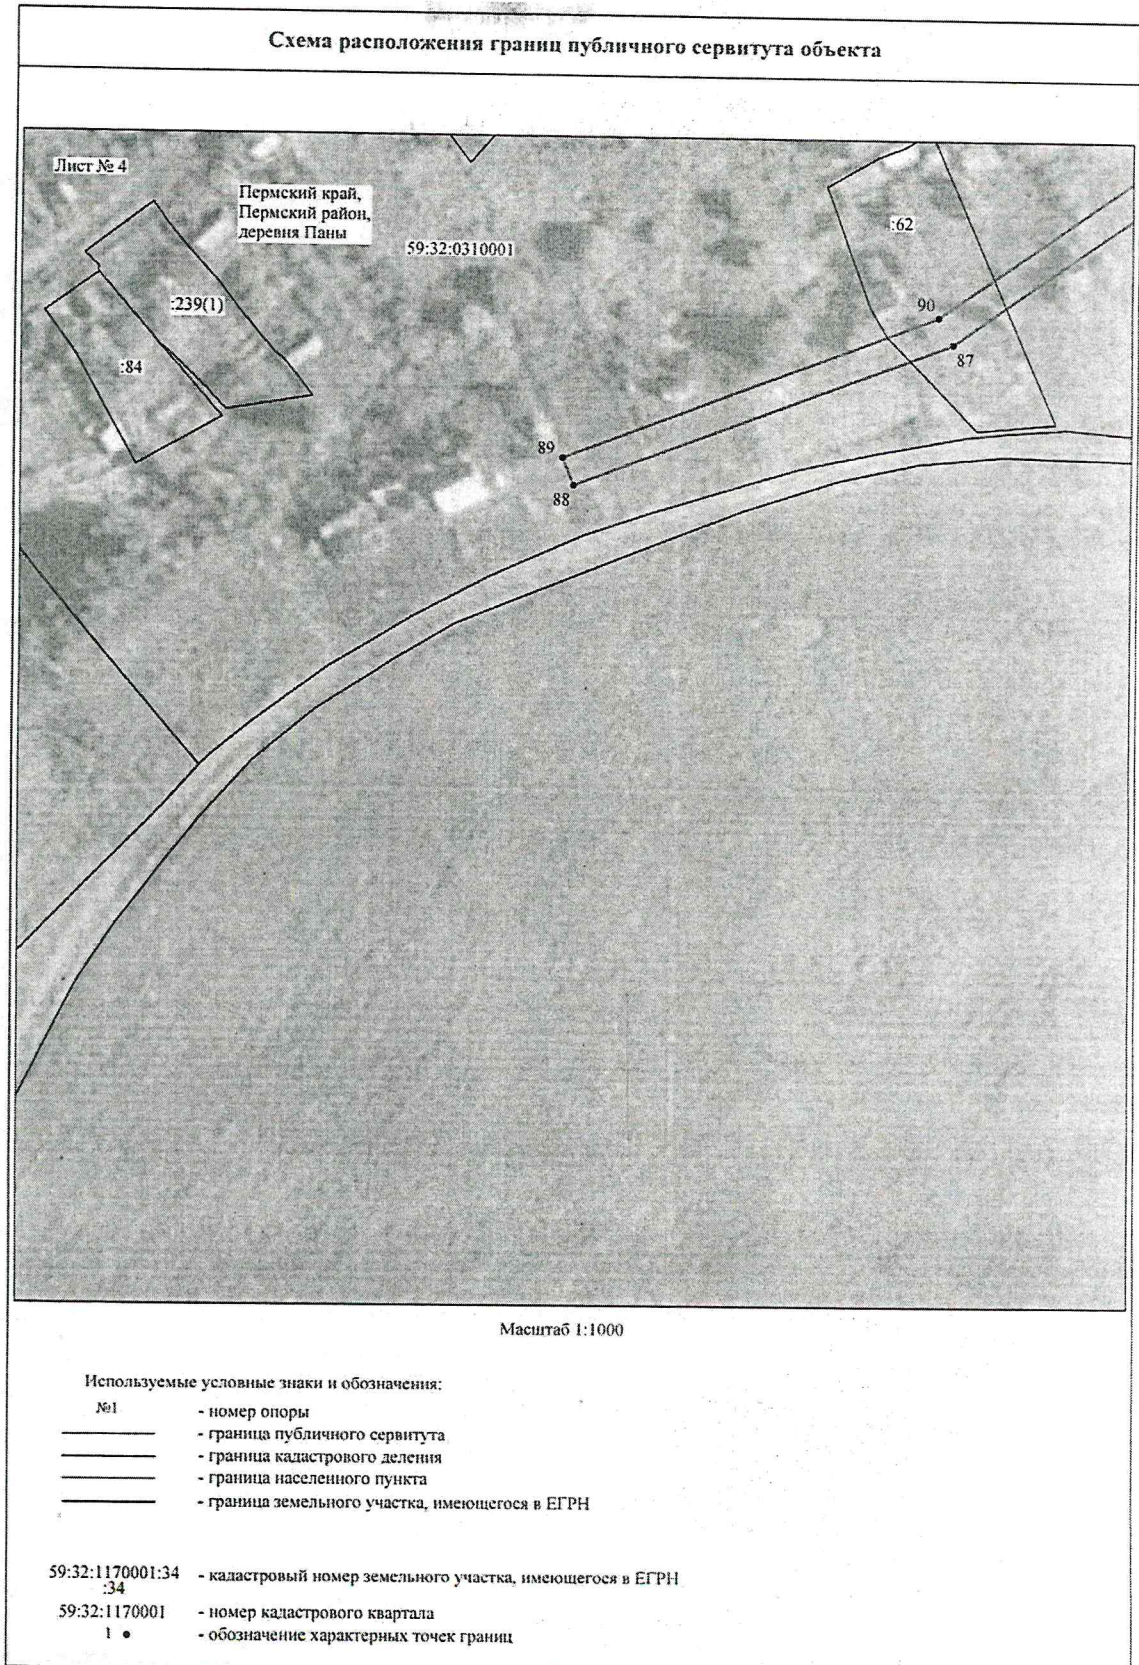 Схема расположения границ публичного сервитута объекта
Лист № 4
Пермский край,
Пермский район,
деревня Паны
59:32:0310001
:62
:239(1)
:84
90
87
89
88
Масштаб 1:1000
Используемые условные знаки и обозначения:
№1 - номер опоры
- граница публичного сервитута
- граница кадастрового деления
- граница населенного пункта
- граница земельного участка, имеющегося в ЕГРН
59:32:1170001:34 - кадастровый номер земельного участка, имеющегося в ЕГРН
:34
59:32:1170001 - номер кадастрового квартала
1 ● - обозначение характерных точек границ